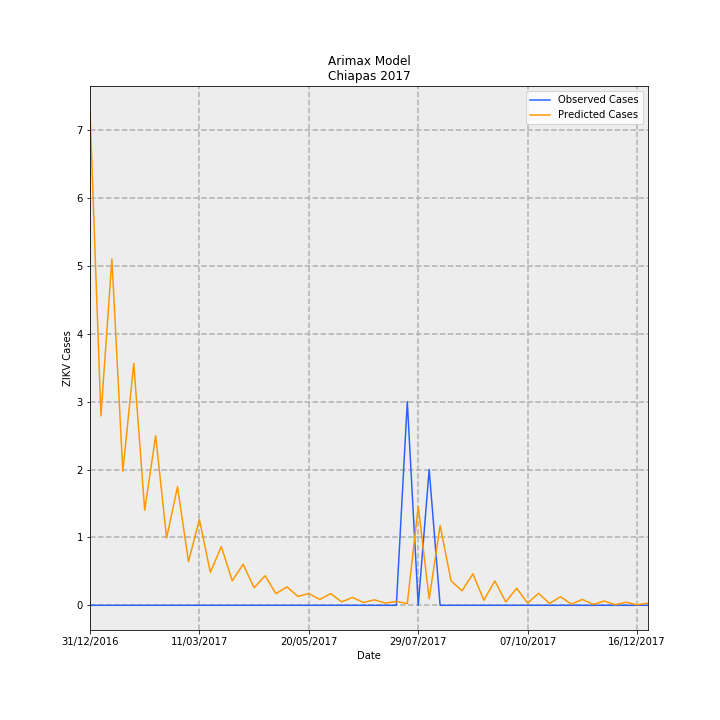 Arimax Model
Chiapas 2017
Observed Cases
Predicted Cases
7
6
5
4
3
2
1
0
ZIKV Cases
31/12/2016
11/03/2017
20/05/2017
29/07/2017
07/10/2017
16/12/2017
Date